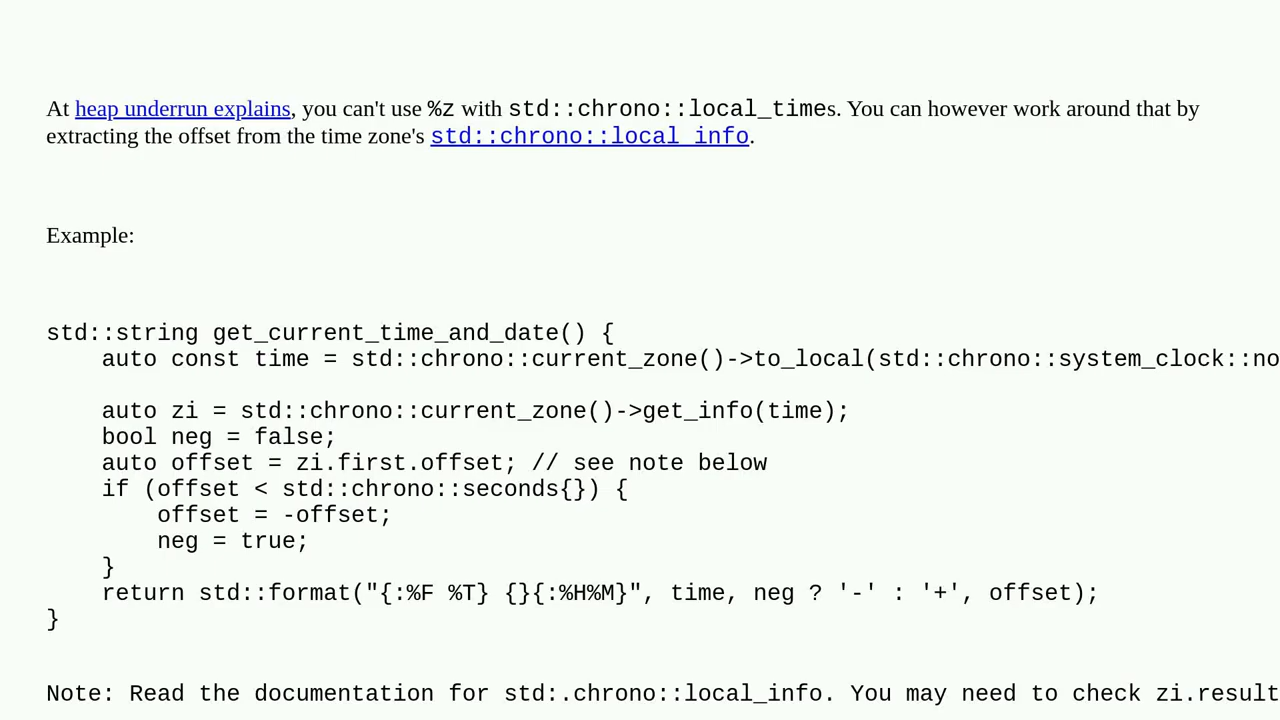 At heap underrun explains, you can't use %z with std::chrono::local_times. You can however work around that by
extracting the offset from the time zone's std::chrono::local_info.
Example:
std::string get_current_time_and_date() {
    auto const time = std::chrono::current_zone()->to_local(std::chrono::system_clock::no
    auto zi = std::chrono::current_zone()->get_info(time);
    bool neg = false;
    auto offset = zi.first.offset; // see note below
    if (offset < std::chrono::seconds{}) {
        offset = -offset;
        neg = true;
    }
    return std::format("{:%F %T} {}{:%H%M}", time, neg ? '-' : '+', offset);
}
Note: Read the documentation for std:.chrono::local_info. You may need to check zi.result